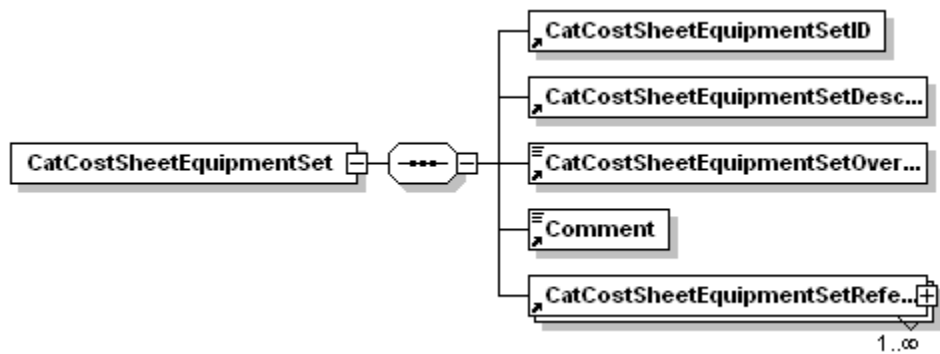 CatCostSheetEquipmentSetID
CatCostSheetEquipmentSetDesc...
CatCostSheetEquipmentSet
CatCostSheetEquipmentSetOver...
Comment
CatCostSheetEquipmentSetRefe...
1..∞